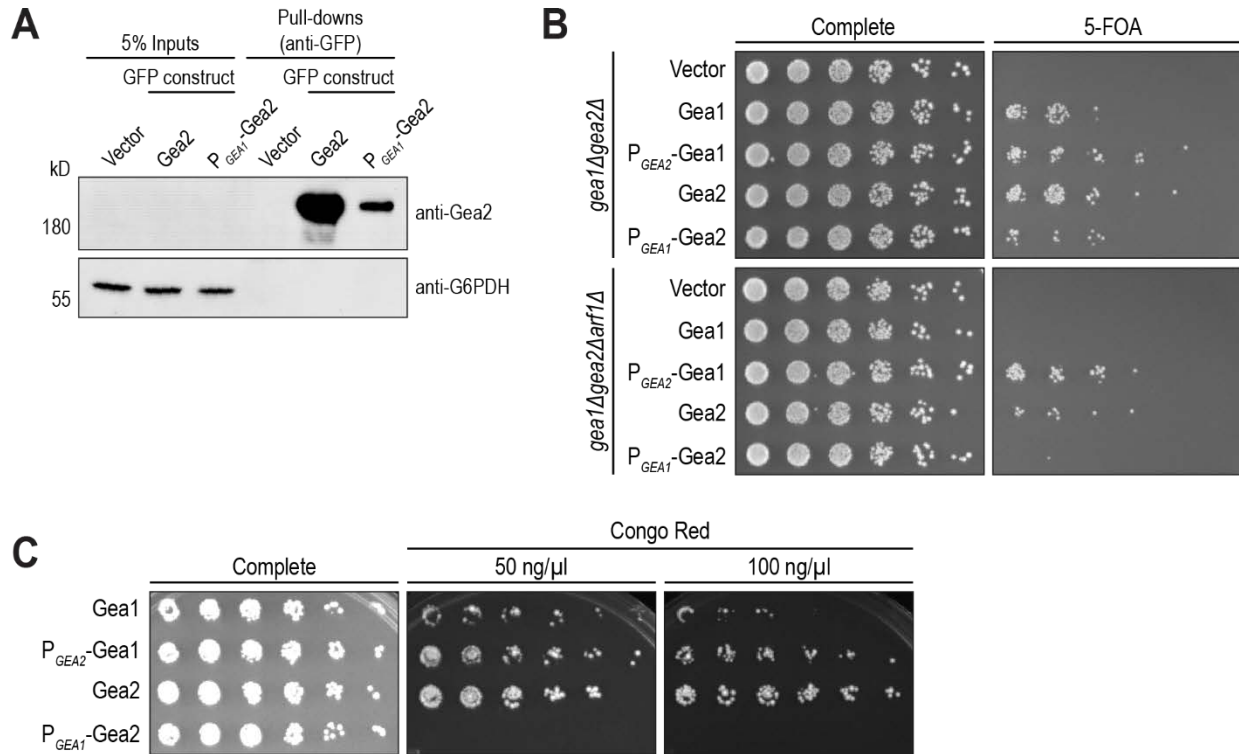 A
5% Inputs
Pull-downs
(anti-GFP)
GFP construct
GFP construct
Vector
Gea2
PGEA1-Gea2
Vector
Gea2
PGEA1-Gea2
kD
180
anti-Gea2
55
anti-G6PDH
B
Complete
5-FOA
gea1Δgea2Δ
Vector
Gea1
PGEA2-Gea1
Gea2
PGEA1-Gea2
gea1Δgea2Δarf1Δ
Vector
Gea1
PGEA2-Gea1
Gea2
PGEA1-Gea2
C
Congo Red
Complete
50 ng/µl
100 ng/µl
Gea1
PGEA2-Gea1
Gea2
PGEA1-Gea2